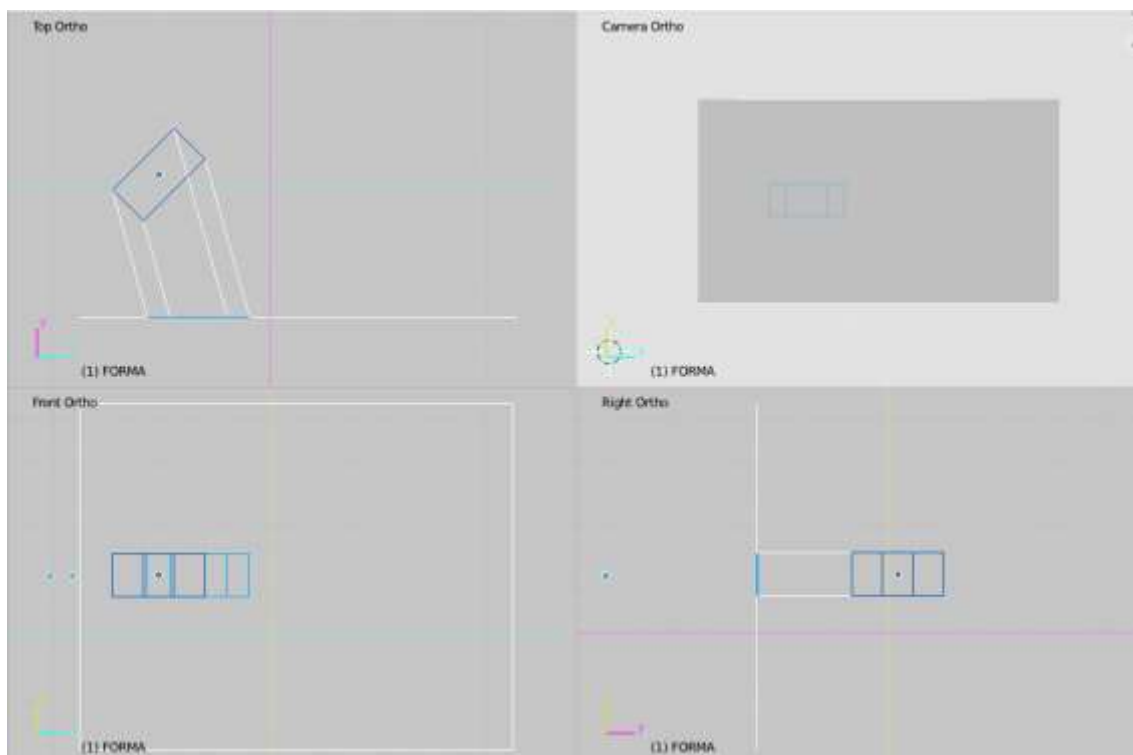 Top Ortho
Camera Ortho
(1) FORMA
(1) FORMA
Front Ortho
Right Ortho
(1) FORMA
(1) FORMA